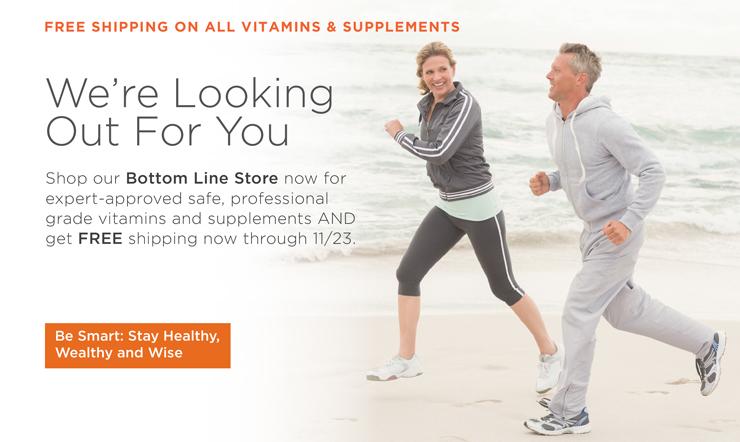 FREE SHIPPING ON ALL VITAMINS & SUPPLEMENTS
We’re Looking
Out For You
Shop our Bottom Line Store now for
expert-approved safe, professional
grade vitamins and supplements AND
get FREE shipping now through 11/23.
Be Smart: Stay Healthy,
Wealthy and Wise